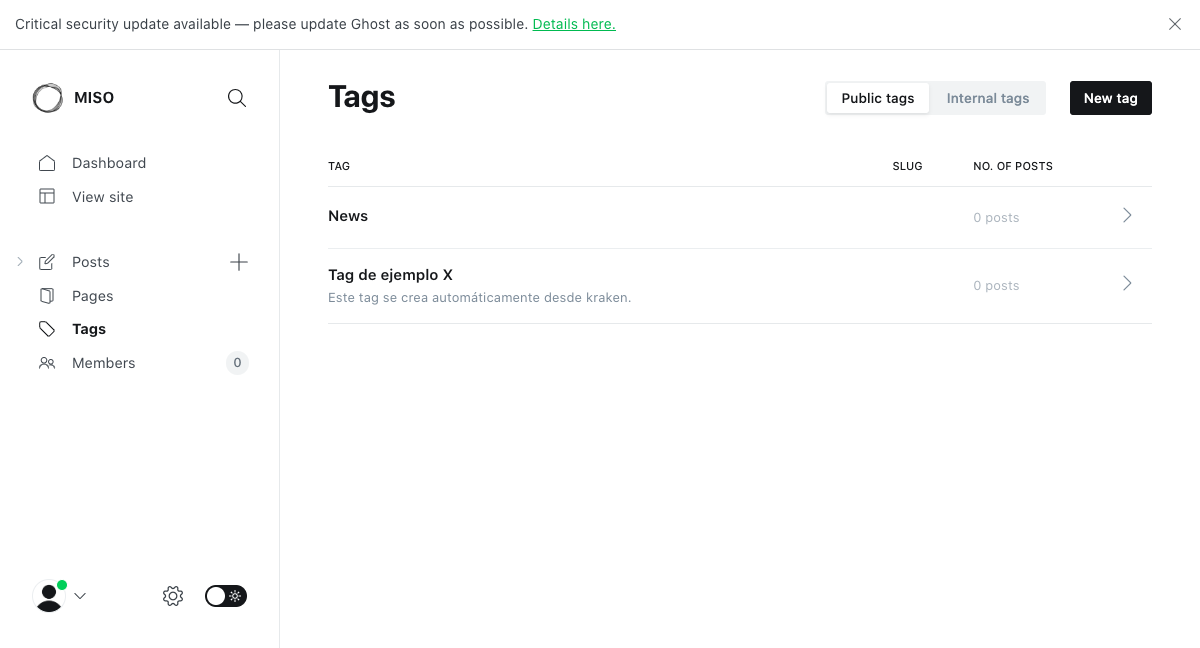 Critical security update available — please update Ghost as soon as possible. Details here.
MISO
Dashboard
View site
Posts
Pages
Tags
Members 0
Tags
Public tags Internal tags New tag
TAG SLUG NO. OF POSTS
News 0 posts
Tag de ejemplo X
Este tag se crea automáticamente desde kraken. 0 posts